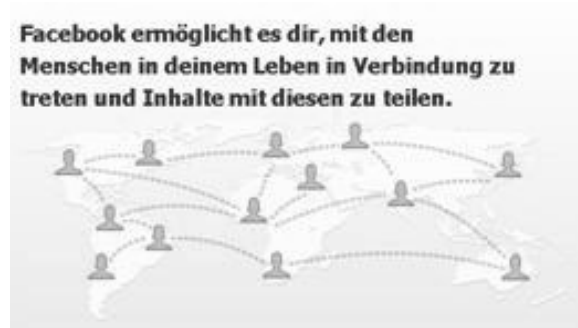 Facebook ermöglicht es dir, mit den
Menschen in deinem Leben in Verbindung zu
treten und Inhalte mit diesen zu teilen.